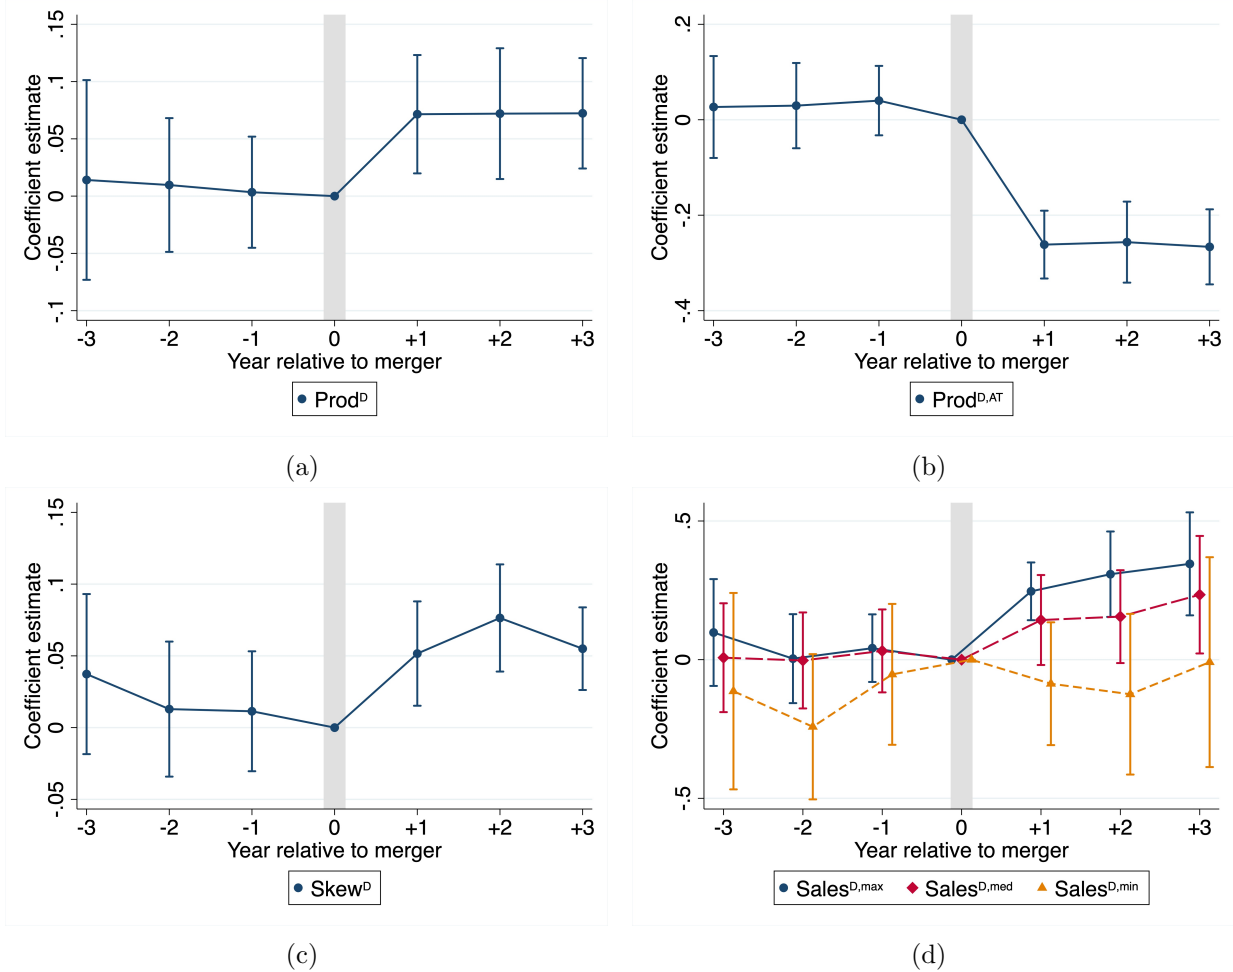 Coefficient estimate
.15
.1
.05
0
-.05
-.1
-3 -2 -1 0 +1 +2 +3
Year relative to merger
Prod^D
(a)
Coefficient estimate
.2
0
-.2
-.4
-3 -2 -1 0 +1 +2 +3
Year relative to merger
Prod^D,AT
(b)
Coefficient estimate
.15
.1
.05
0
-.05
-3 -2 -1 0 +1 +2 +3
Year relative to merger
Skew^D
(c)
Coefficient estimate
.5
0
-.5
-3 -2 -1 0 +1 +2 +3
Year relative to merger
Sales^D,max Sales^D,med Sales^D,min
(d)